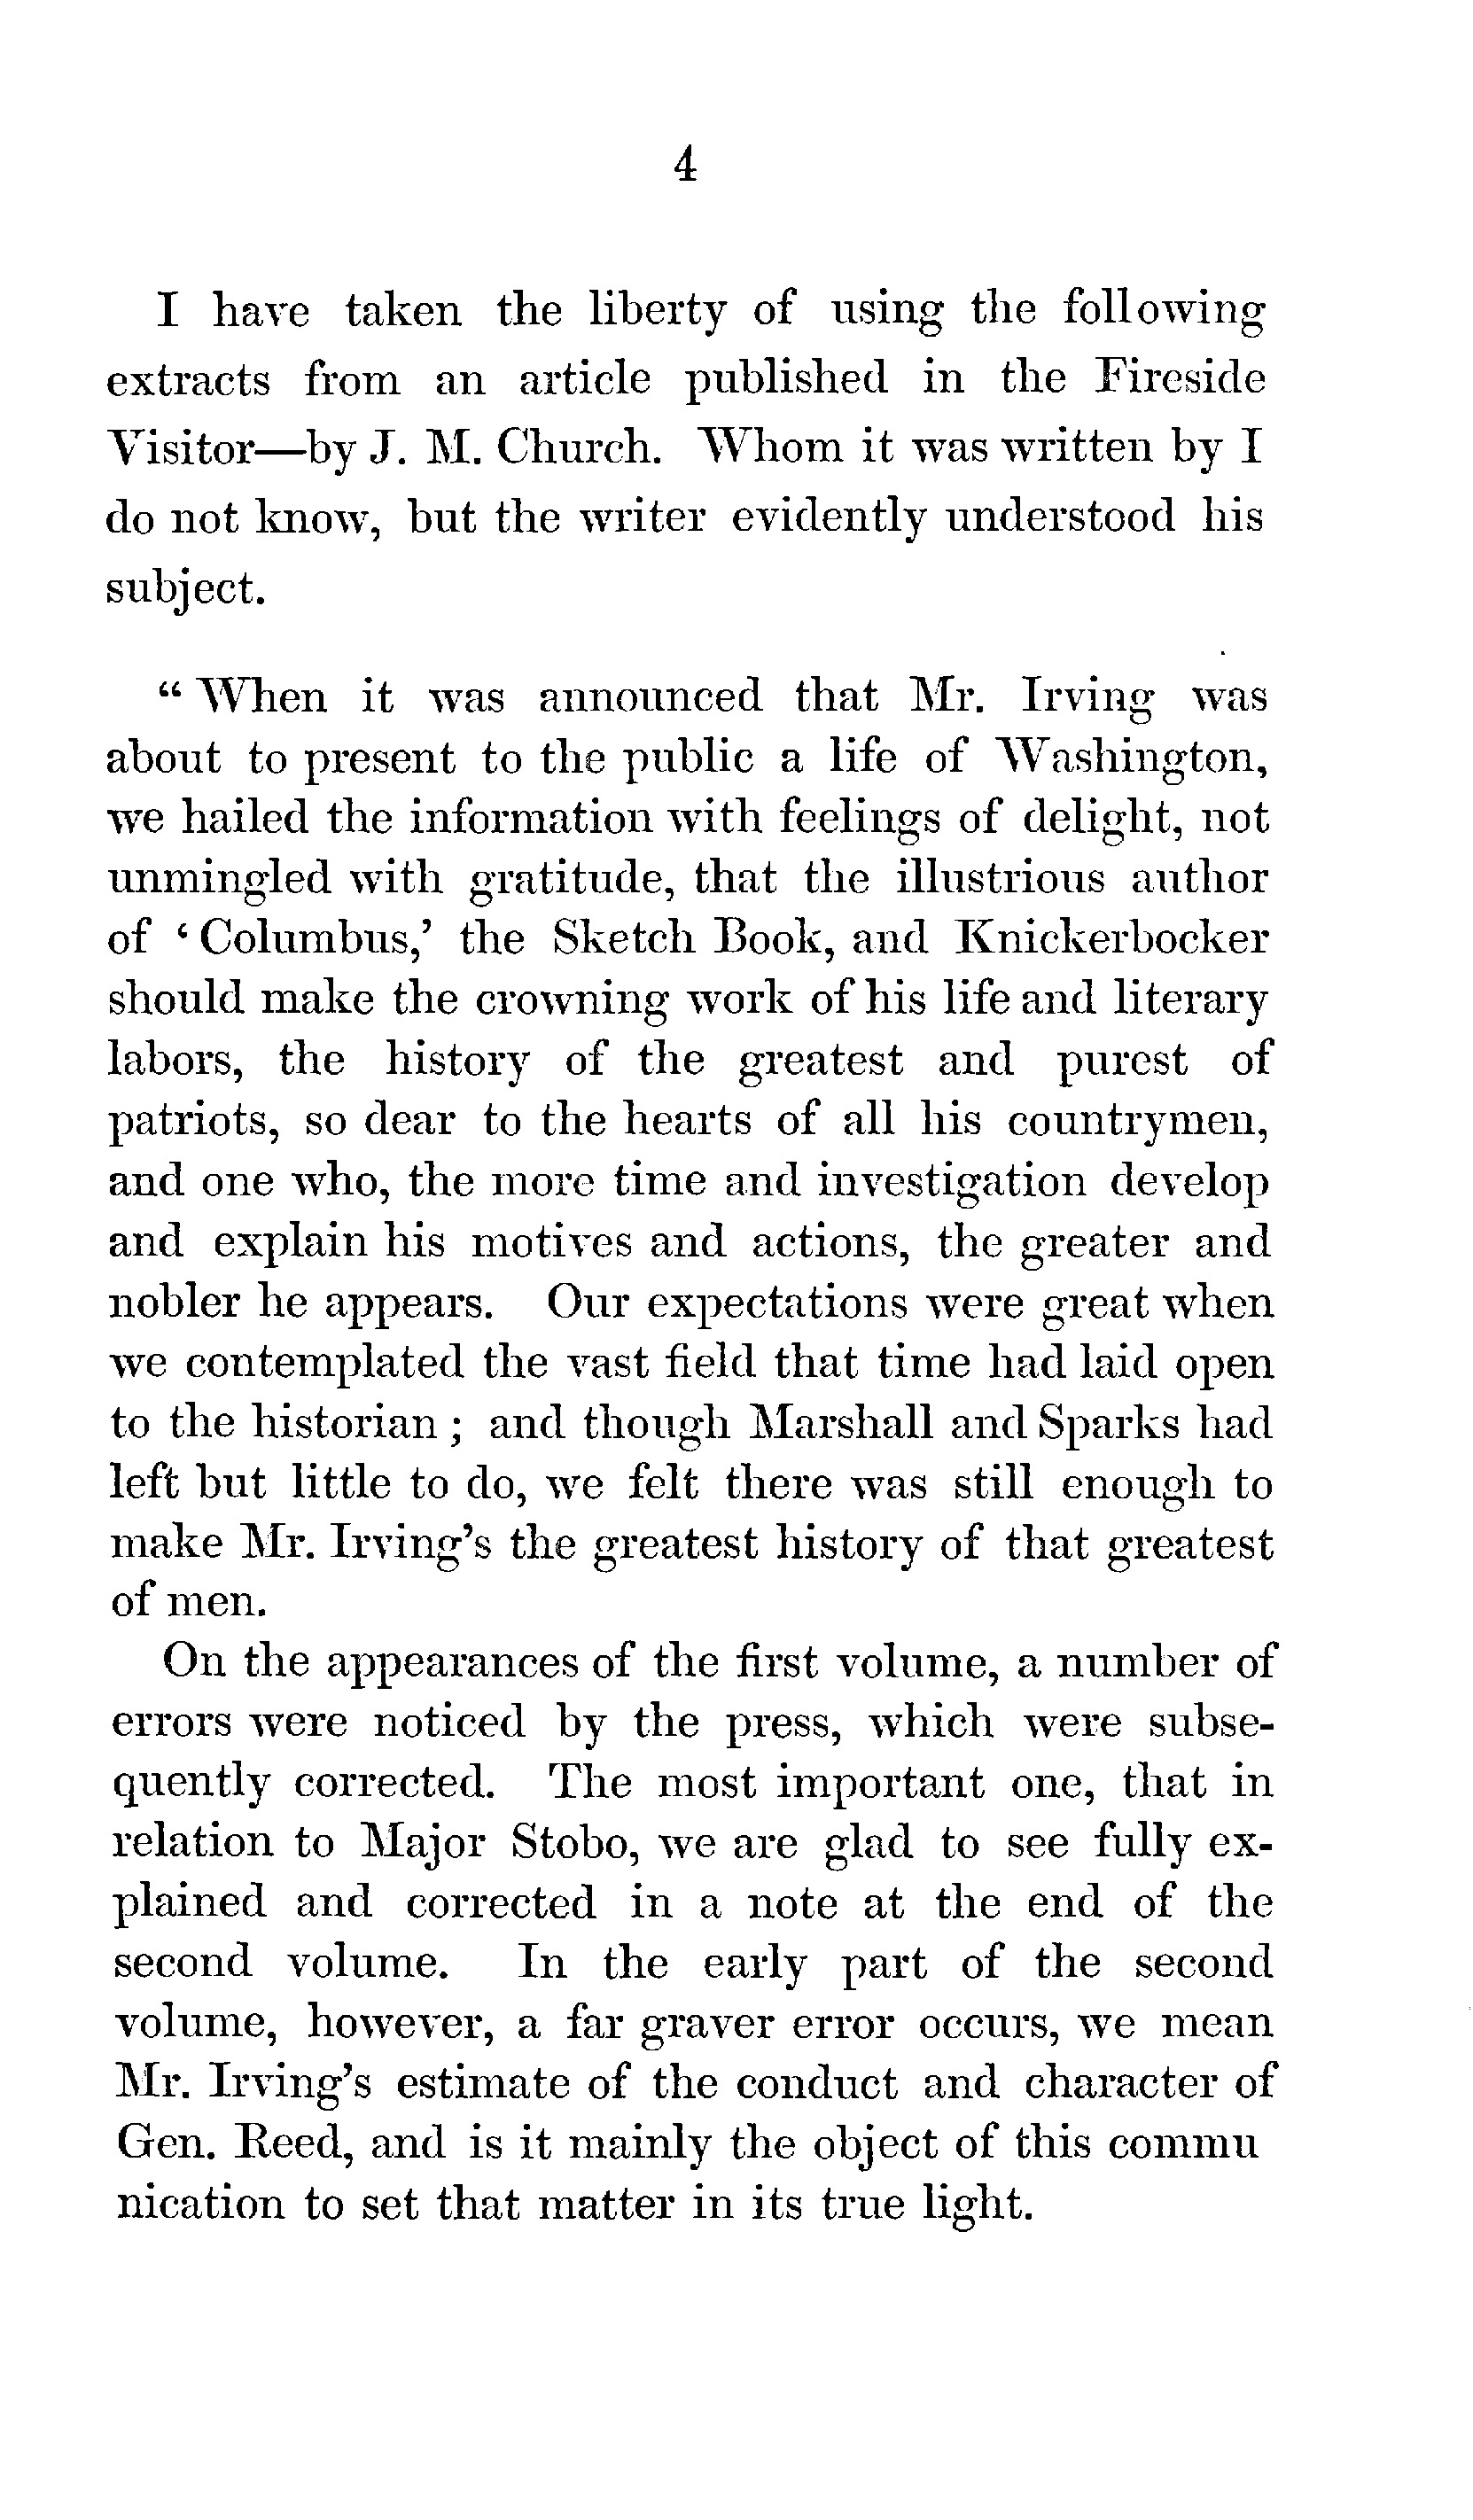 4
I have taken the liberty of using the following
extracts from an article published in the Fireside
Visitor—by J. M. Church. Whom it was written by I
do not know, but the writer evidently understood his
subject.
“ When it was announced that Mr. Irving was
about to present to the public a life of Washington,
we hailed the information with feelings of delight, not
unmingled with gratitude, that the illustrious author
of ‘ Columbus,’ the Sketch Book, and Knickerbocker
should make the crowning work of his life and literary
labors, the history of the greatest and purest of
patriots, so dear to the hearts of all his countrymen,
and one who, the more time and investigation develop
and explain his motives and actions, the greater and
nobler he appears. Our expectations were great when
we contemplated the vast field that time had laid open
to the historian ; and though Marshall and Sparks had
left but little to do, we felt there was still enough to
make Mr. Irving’s the greatest history of that greatest
of men.
On the appearances of the first volume, a number of
errors were noticed by the press, which were subse-
quently corrected. The most important one, that in
relation to Major Stobo, we are glad to see fully ex-
plained and corrected in a note at the end of the
second volume. In the early part of the second
volume, however, a far graver error occurs, we mean
Mr. Irving’s estimate of the conduct and character of
Gen. Reed, and is it mainly the object of this commu
nication to set that matter in its true light.